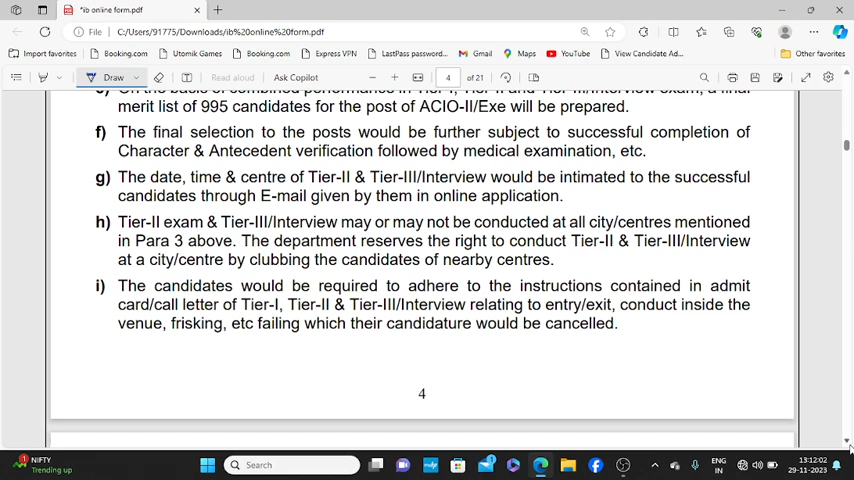 *ib online form.pdf
File
C:/Users/91775/Downloads/ib%20online%20form.pdf
Import favorites
Booking.com
Utomik Games
Booking.com
Express VPN
LastPass password...
Gmail
Maps
YouTube
View Candidate Ad...
Other favorites
Draw
Read aloud
Ask Copilot
4
of 21
merit list of 995 candidates for the post of ACIO-II/Exe will be prepared.
f) The final selection to the posts would be further subject to successful completion of
Character & Antecedent verification followed by medical examination, etc.
g) The date, time & centre of Tier-II & Tier-III/Interview would be intimated to the successful
candidates through E-mail given by them in online application.
h) Tier-II exam & Tier-III/Interview may or may not be conducted at all city/centres mentioned
in Para 3 above. The department reserves the right to conduct Tier-II & Tier-III/Interview
at a city/centre by clubbing the candidates of nearby centres.
i) The candidates would be required to adhere to the instructions contained in admit
card/call letter of Tier-I, Tier-II & Tier-III/Interview relating to entry/exit, conduct inside the
venue, frisking, etc failing which their candidature would be cancelled.
4
NIFTY
Trending up
Search
ENG
IN
13:12:02
29-11-2023